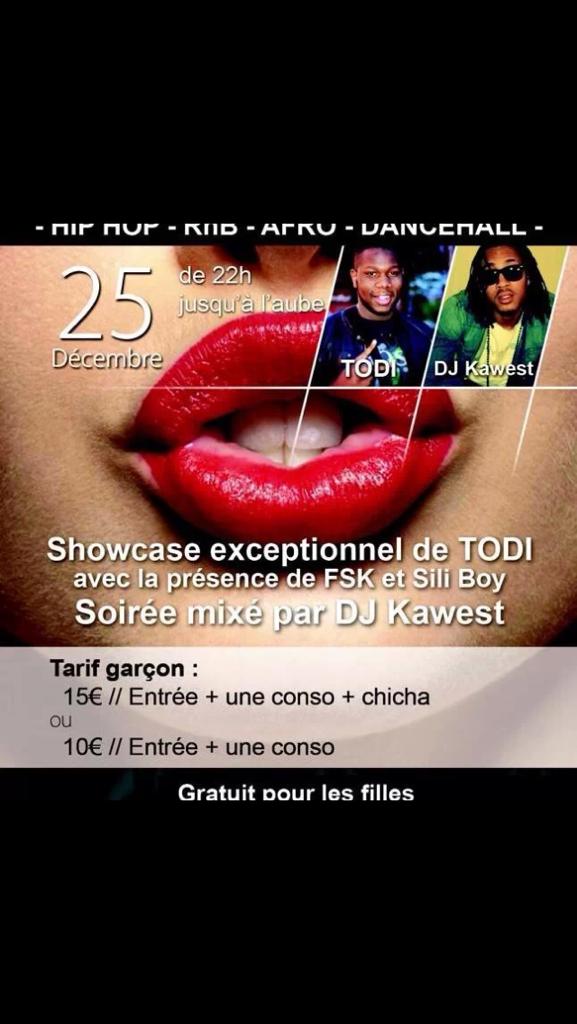 - HIP HOP - RnB - AFRO - DANCEHALL -
25
Décembre
de 22h
jusqu'à l'aube
TODI
DJ Kawest
Showcase exceptionnel de TODI
avec la présence de FSK et Sili Boy
Soirée mixé par DJ Kawest
Tarif garçon :
15€ // Entrée + une conso + chicha
ou
10€ // Entrée + une conso
Gratuit pour les filles